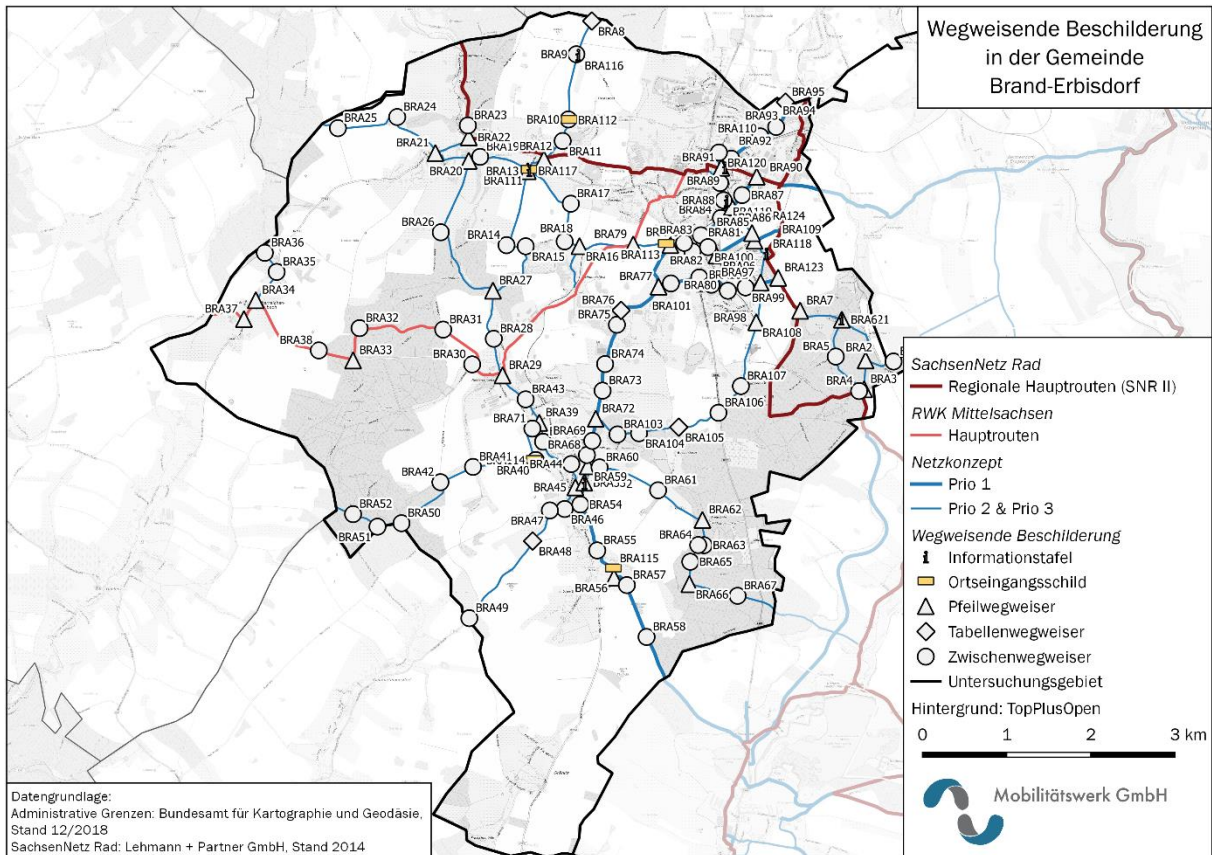 Wegweisende Beschilderung
in der Gemeinde
Brand-Erbisdorf
BRA8
BRA9
BRA116
BRA10
BRA112
BRA11
BRA12
BRA117
BRA13
BRA111
BRA25
BRA24
BRA23
BRA22
BRA19
BRA21
BRA20
BRA95
BRA94
BRA93
BRA110
BRA92
BRA91
BRA120
BRA90
BRA89
BRA88
BRA87
BRA84
BRA86
BRA85
BRA109
BRA118
BRA17
BRA18
BRA79
BRA16
BRA14
BRA15
BRA26
BRA27
BRA28
BRA29
BRA113
BRA83
BRA81
BRA82
BRA100
BRA97
BRA80
BRA77
BRA101
BRA99
BRA98
BRA123
BRA108
BRA7
BRA621
BRA5
BRA2
BRA3
BRA4
BRA107
BRA106
BRA105
BRA104
BRA103
BRA76
BRA75
BRA74
BRA73
BRA72
BRA36
BRA35
BRA34
BRA37
BRA38
BRA33
BRA32
BRA31
BRA30
BRA43
BRA71
BRA39
BRA69
BRA68
BRA41
BRA40
BRA44
BRA42
BRA60
BRA59
BRA45
BRA54
BRA46
BRA47
BRA48
BRA49
BRA50
BRA51
BRA52
BRA61
BRA62
BRA64
BRA63
BRA65
BRA66
BRA67
BRA55
BRA115
BRA57
BRA56
BRA58
SachsenNetz Rad
Regionale Hauptrouten (SNR II)
RWK Mittelsachsen
Hauptrouten
Netzkonzept
Prio 1
Prio 2 & Prio 3
Wegweisende Beschilderung
Informationstafel
Ortseingangsschild
Pfeilwegweiser
Tabellenwegweiser
Zwischenwegweiser
Untersuchungsgebiet
Hintergrund: TopPlusOpen
0 1 2 3 km
Mobilitätswerk GmbH
Datengrundlage:
Administrative Grenzen: Bundesamt für Kartographie und Geodäsie,
Stand 12/2018
SachsenNetz Rad: Lehmann + Partner GmbH, Stand 2014